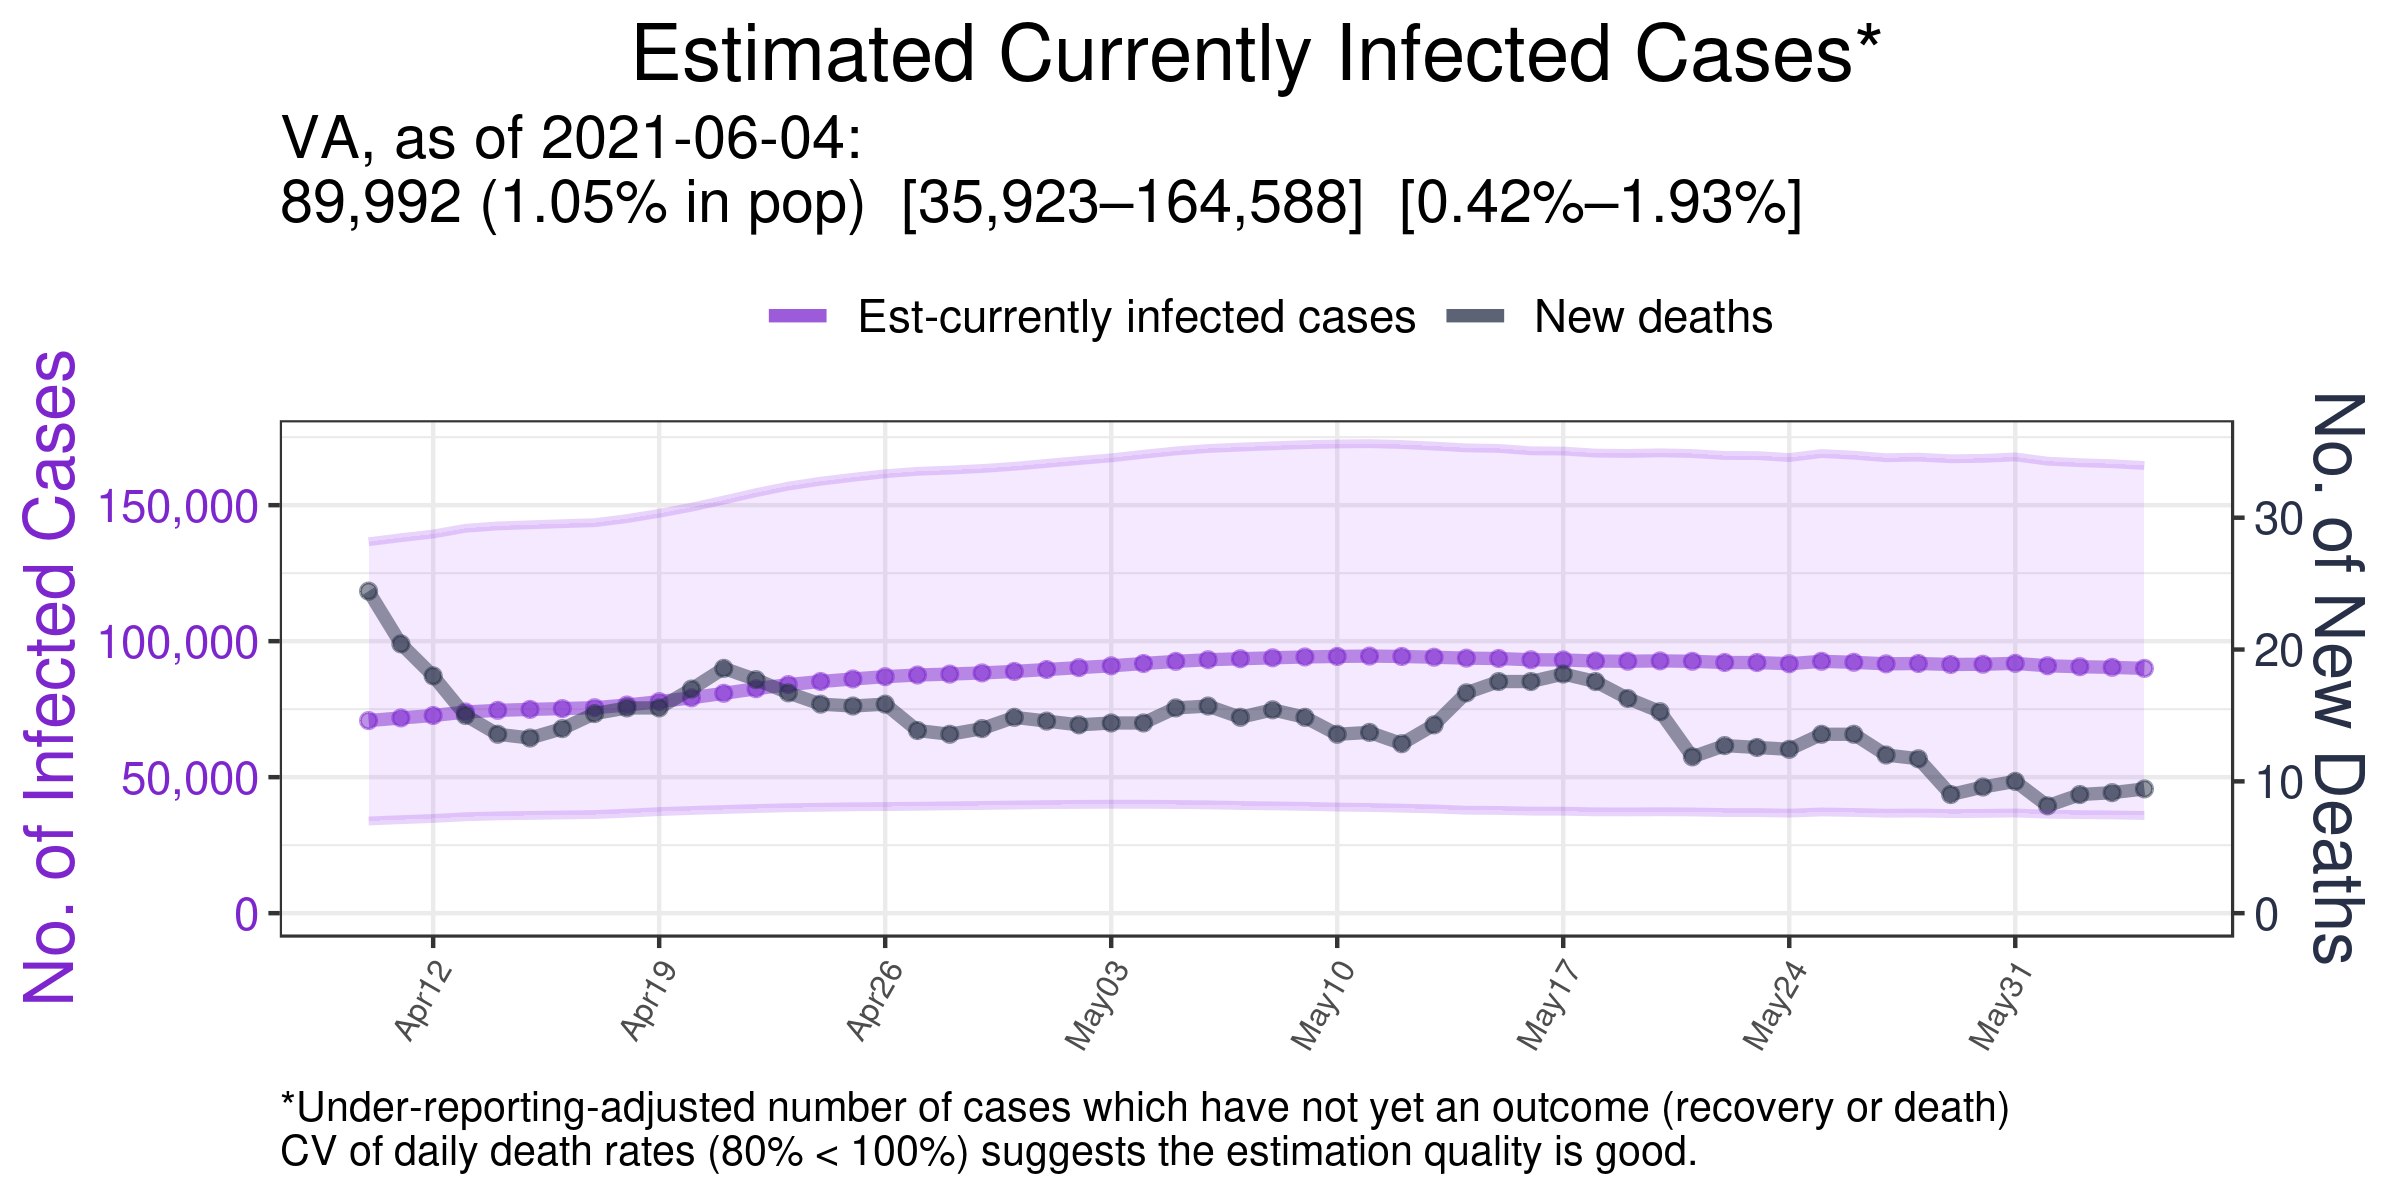 Estimated Currently Infected Cases*
VA, as of 2021-06-04:
89,992 (1.05% in pop)  [35,923–164,588]  [0.42%–1.93%]
Est-currently infected cases
New deaths
No. of Infected Cases
150,000
100,000
50,000
0
30
20
10
0
No. of New Deaths
Apr12
Apr19
Apr26
May03
May10
May17
May24
May31
*Under-reporting-adjusted number of cases which have not yet an outcome (recovery or death)
CV of daily death rates (80% < 100%) suggests the estimation quality is good.